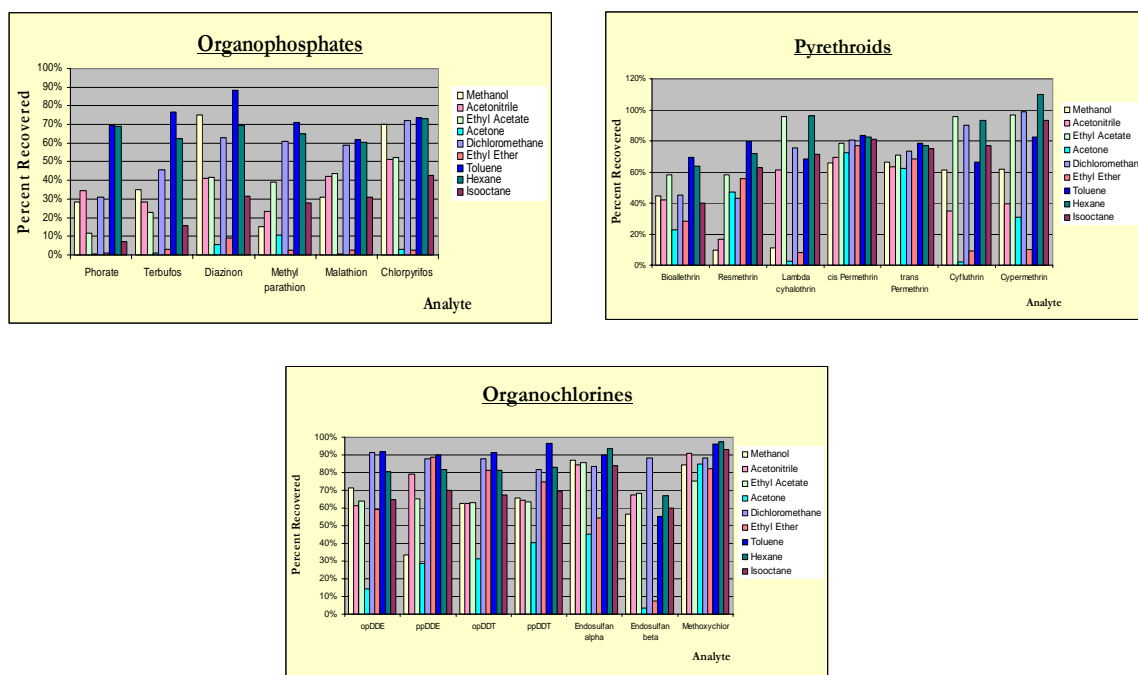 Organophosphates
Percent Recovered
100%
90%
80%
70%
60%
50%
40%
30%
20%
10%
0%
Phorate Terbufos Diazinon Methyl parathion Malathion Chlorpyrifos
Analyte
Methanol
Acetonitrile
Ethyl Acetate
Acetone
Dichloromethane
Ethyl Ether
Toluene
Hexane
Isooctane
Pyrethroids
Percent Recovered
120%
100%
80%
60%
40%
20%
0%
Bioallethrin Resmethrin Lambda cyhalothrin cis Permethrin trans Permethrin Cyfluthrin Cypermethrin
Analyte
Methanol
Acetonitrile
Ethyl Acetate
Acetone
Dichloromethan
Ethyl Ether
Toluene
Hexane
Isooctane
Organochlorines
Percent Recovered
100%
90%
80%
70%
60%
50%
40%
30%
20%
10%
0%
opDDE ppDDE opDDT ppDDT Endosulfan alpha Endosulfan beta Methoxychlor
Analyte
Methanol
Acetonitrile
Ethyl Acetate
Acetone
Dichloromethane
Ethyl Ether
Toluene
Hexane
Isooctane